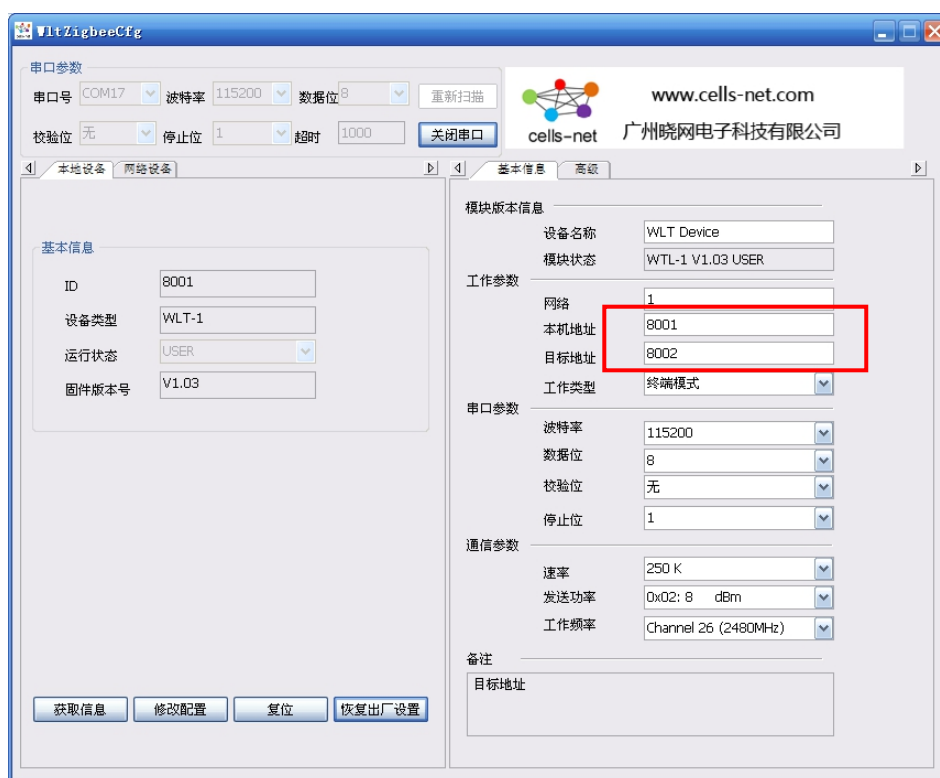 WltZigbeeCfg
串口参数
串口号 COM17 波特率 115200 数据位 8 重新扫描
校验位 无 停止位 1 超时 1000 关闭串口
cells-net
www.cells-net.com
广州晓网电子科技有限公司
本地设备 网络设备
基本信息
ID 8001
设备类型 WLT-1
运行状态 USER
固件版本号 V1.03
获取信息 修改配置 复位 恢复出厂设置
基本信息 高级
模块版本信息
设备名称 WLT Device
模块状态 WTL-1 V1.03 USER
工作参数
网络 1
本机地址 8001
目标地址 8002
工作类型 终端模式
串口参数
波特率 115200
数据位 8
校验位 无
停止位 1
通信参数
速率 250 K
发送功率 0x02: 8 dBm
工作频率 Channel 26 (2480MHz)
备注
目标地址